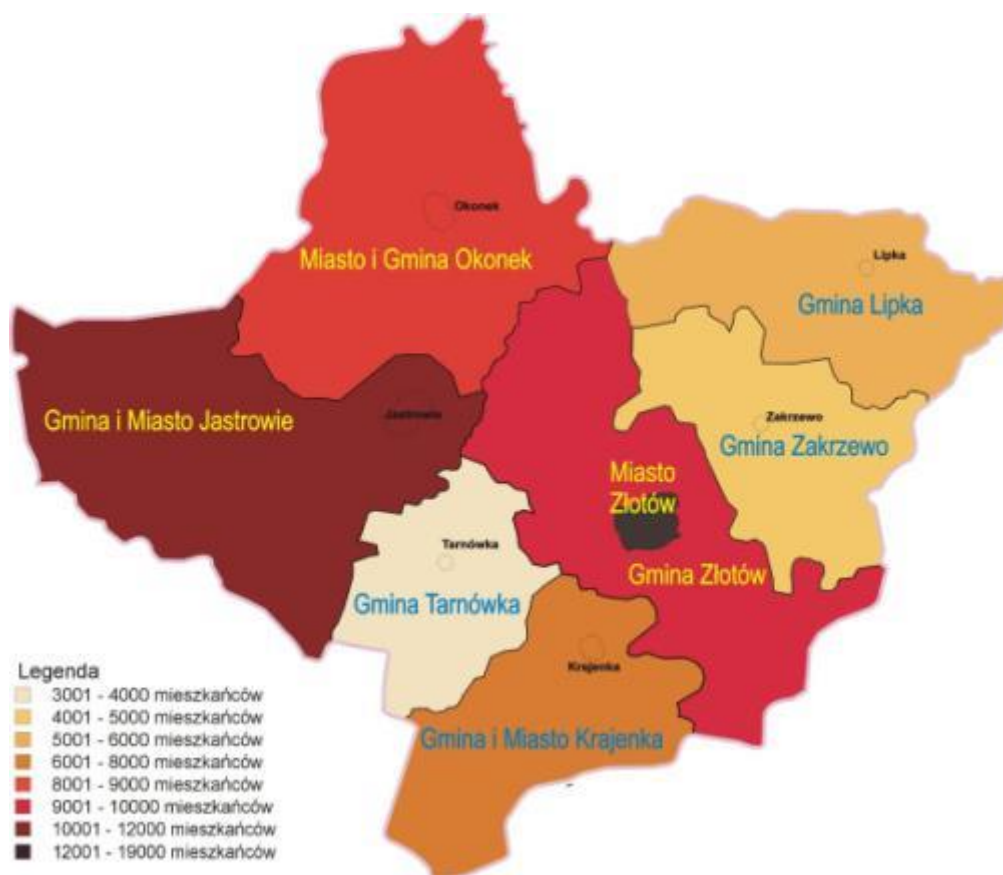 Okonek
Miasto i Gmina Okonek
Lipka
Gmina Lipka
Jastrowie
Gmina i Miasto Jastrowie
Zakrzewo
Gmina Zakrzewo
Miasto
Złotów
Tarnówka
Gmina Złotów
Gmina Tarnówka
Krajenka
Gmina i Miasto Krajenka
Legenda
3001 - 4000 mieszkańców
4001 - 5000 mieszkańców
5001 - 6000 mieszkańców
6001 - 8000 mieszkańców
8001 - 9000 mieszkańców
9001 - 10000 mieszkańców
10001 - 12000 mieszkańców
12001 - 19000 mieszkańców